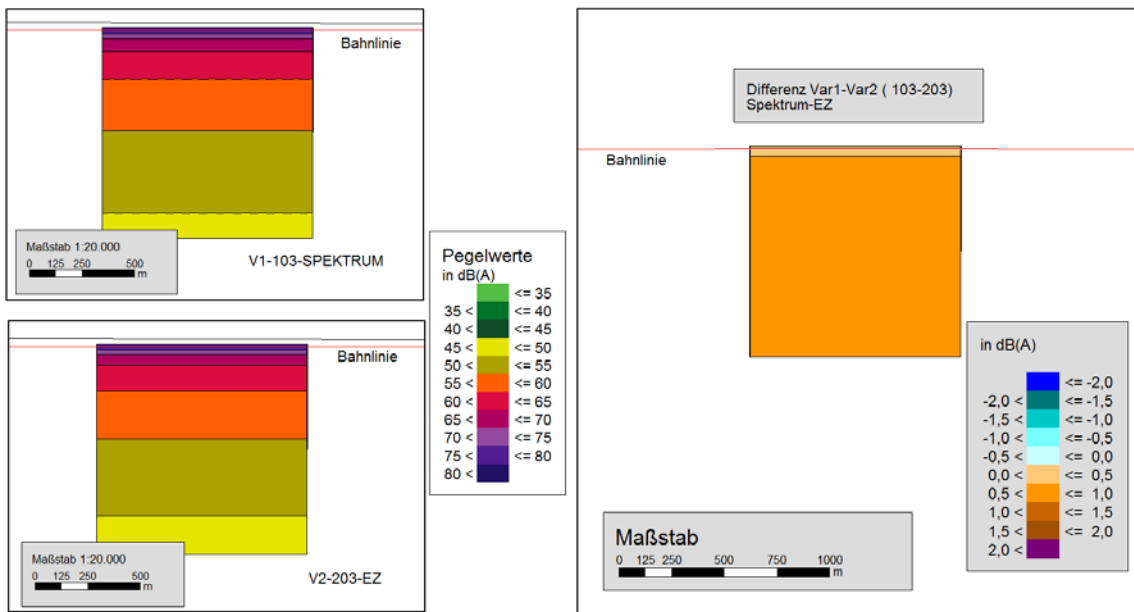 Bahnlinie
Maßstab 1:20.000
0 125 250 500
m
V1-103-SPEKTRUM
Bahnlinie
Maßstab 1:20.000
0 125 250 500
m
V2-203-EZ
Pegelwerte
in dB(A)
<= 35
35 < <= 40
40 < <= 45
45 < <= 50
50 < <= 55
55 < <= 60
60 < <= 65
65 < <= 70
70 < <= 75
75 < <= 80
80 <
Differenz Var1-Var2 ( 103-203)
Spektrum-EZ
Bahnlinie
Maßstab
0 125 250 500 750 1000
m
in dB(A)
<= -2,0
-2,0 < <= -1,5
-1,5 < <= -1,0
-1,0 < <= -0,5
-0,5 < <= 0,0
0,0 < <= 0,5
0,5 < <= 1,0
1,0 < <= 1,5
1,5 < <= 2,0
2,0 <